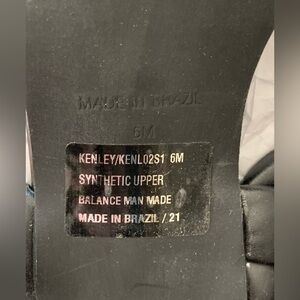 MADE IN BRAZIL
6M
KENLEY/KENL02S1 6M
SYNTHETIC UPPER
BALANCE MAN MADE
MADE IN BRAZIL / 21